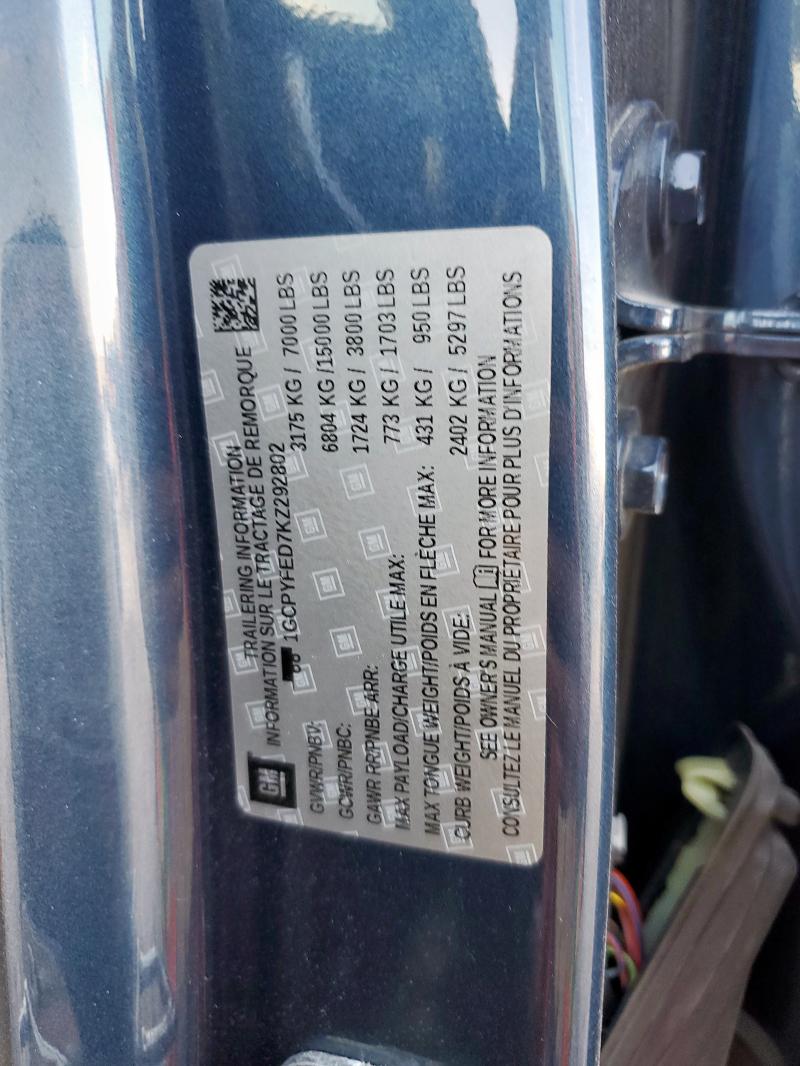 GM
TRAILERING INFORMATION
INFORMATION SUR LE TRACTAGE DE REMORQUE
1GCPYFED7KZ292802
GVWR/PNBV: 3175 KG / 7000 LBS
GCWR/PNBC: 6804 KG /15000 LBS
GAWR RR/PNBE ARR: 1724 KG / 3800 LBS
MAX PAYLOAD/CHARGE UTILE MAX: 773 KG / 1703 LBS
MAX TONGUE WEIGHT/POIDS EN FLÈCHE MAX: 431 KG / 950 LBS
CURB WEIGHT/POIDS À VIDE: 2402 KG / 5297 LBS
SEE OWNER'S MANUAL FOR MORE INFORMATION
CONSULTEZ LE MANUEL DU PROPRIÉTAIRE POUR PLUS D'INFORMATIONS